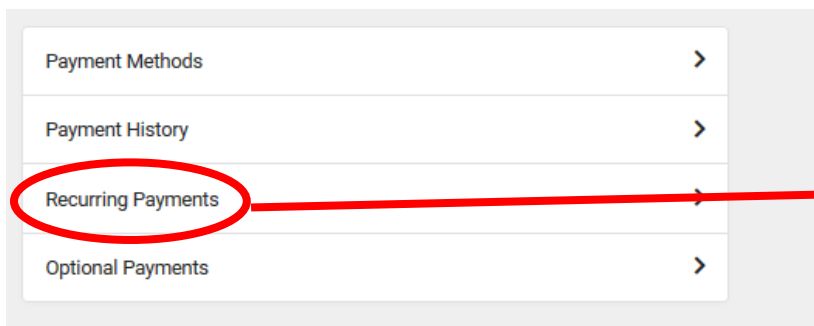 Payment Methods
Payment History
Recurring Payments
Optional Payments